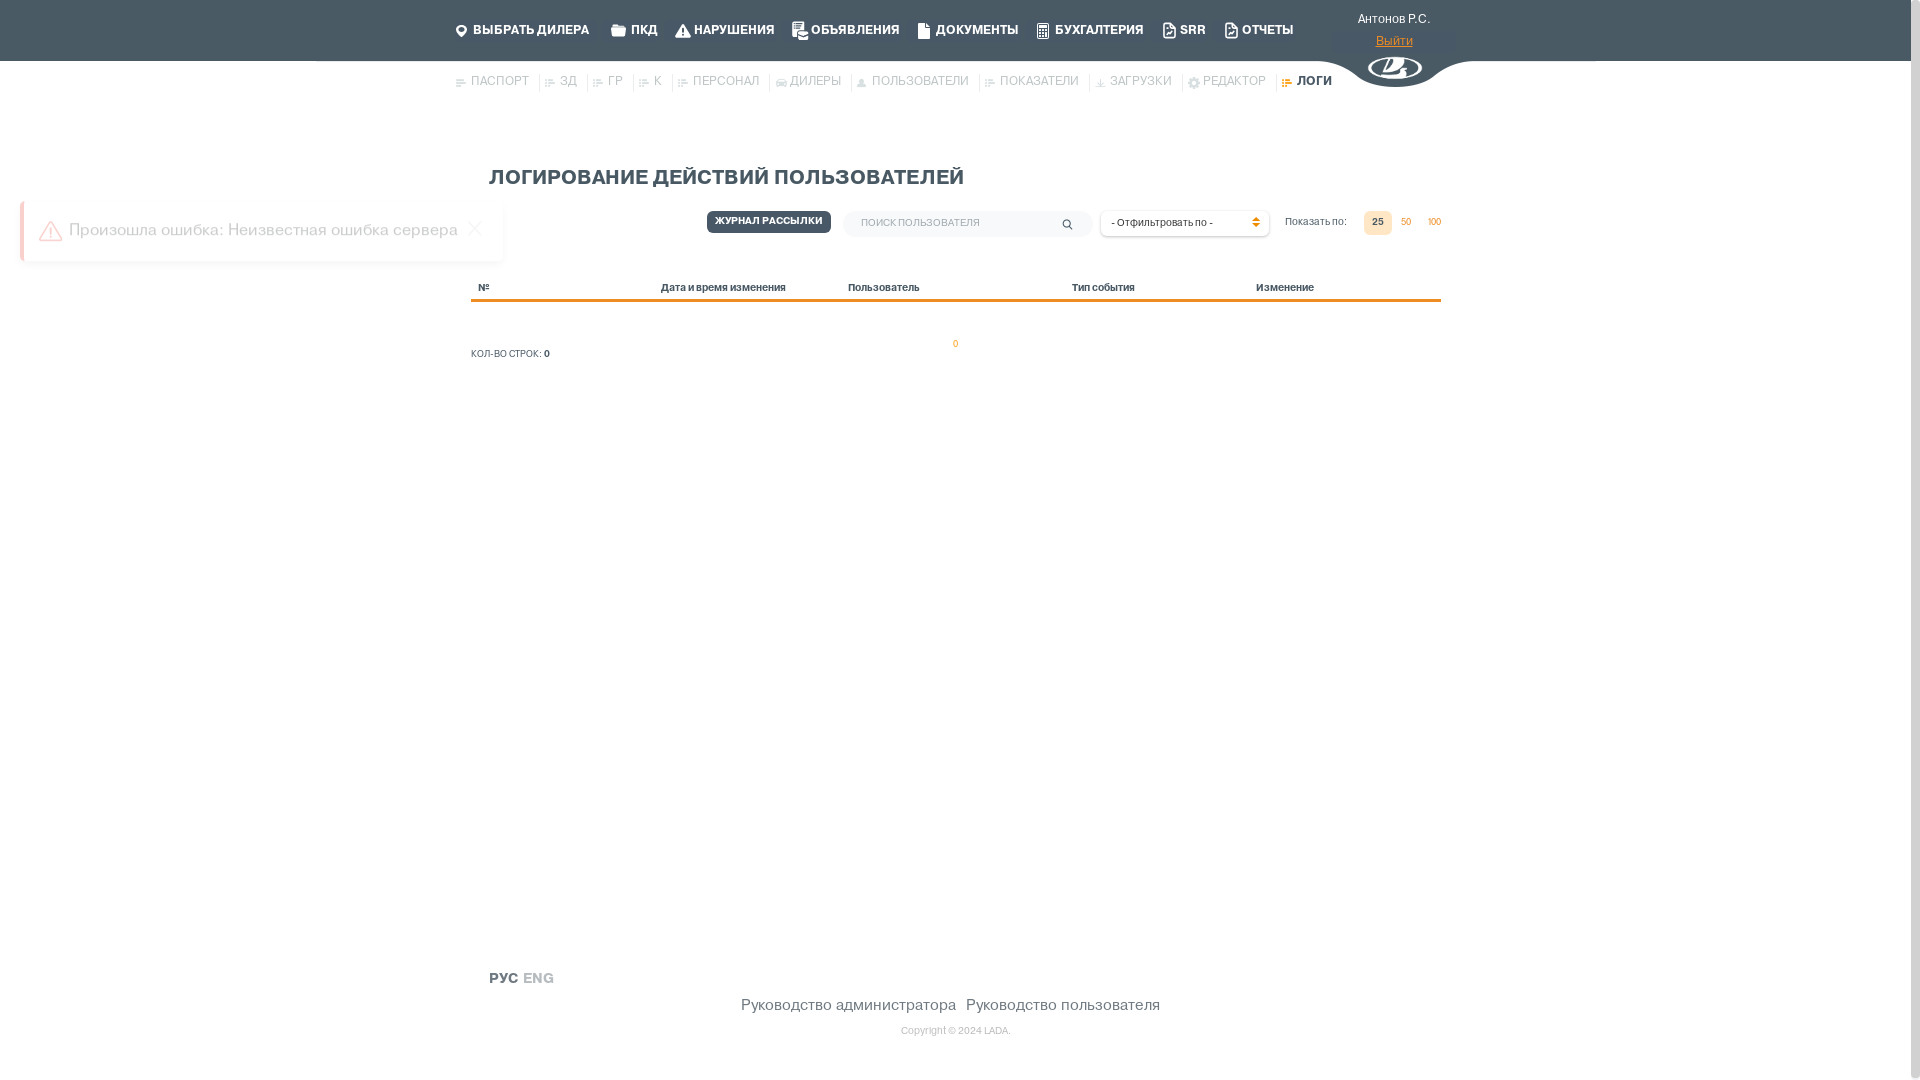 ВЫБРАТЬ ДИЛЕРА ПКД НАРУШЕНИЯ ОБЪЯВЛЕНИЯ ДОКУМЕНТЫ БУХГАЛТЕРИЯ SRR ОТЧЕТЫ
Антонов Р.С.
Выйти
ПАСПОРТ ЗД ГР К ПЕРСОНАЛ ДИЛЕРЫ ПОЛЬЗОВАТЕЛИ ПОКАЗАТЕЛИ ЗАГРУЗКИ РЕДАКТОР ЛОГИ
ЛОГИРОВАНИЕ ДЕЙСТВИЙ ПОЛЬЗОВАТЕЛЕЙ
Произошла ошибка: Неизвестная ошибка сервера
ЖУРНАЛ РАССЫЛКИ ПОИСК ПОЛЬЗОВАТЕЛЯ - Отфильтровать по - Показать по: 25 50 100
№ Дата и время изменения Пользователь Тип события Изменение
0
КОЛ-ВО СТРОК: 0
РУС ENG
Руководство администратора Руководство пользователя
Copyright © 2024 LADA.